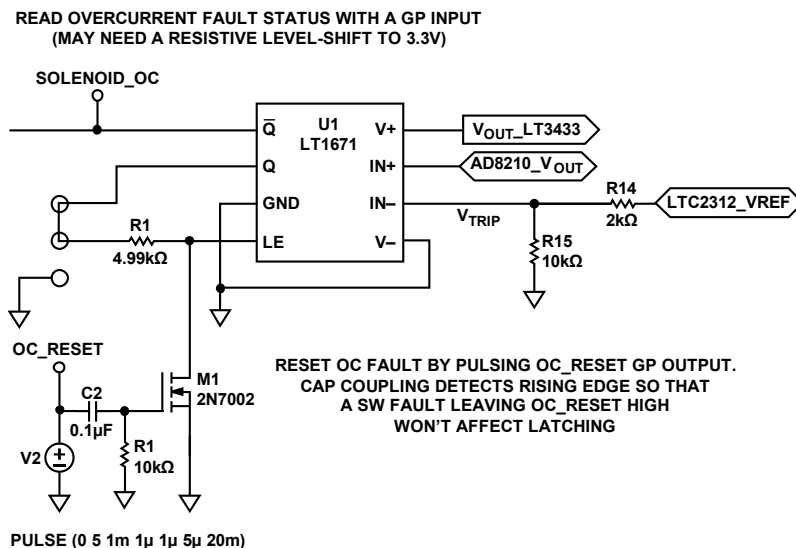 READ OVERCURRENT FAULT STATUS WITH A GP INPUT
(MAY NEED A RESISTIVE LEVEL-SHIFT TO 3.3V)
SOLENOID_OC
Q̅
Q
GND
LE
U1
LT1671
V+
IN+
IN–
V–
VOUT_LT3433
AD8210_VOUT
R14
2kΩ
LTC2312_VREF
VTRIP
R15
10kΩ
R1
4.99kΩ
OC_RESET
C2
0.1µF
M1
2N7002
R1
10kΩ
V2
RESET OC FAULT BY PULSING OC_RESET GP OUTPUT.
CAP COUPLING DETECTS RISING EDGE SO THAT
A SW FAULT LEAVING OC_RESET HIGH
WON'T AFFECT LATCHING
PULSE (0 5 1m 1µ 1µ 5µ 20m)